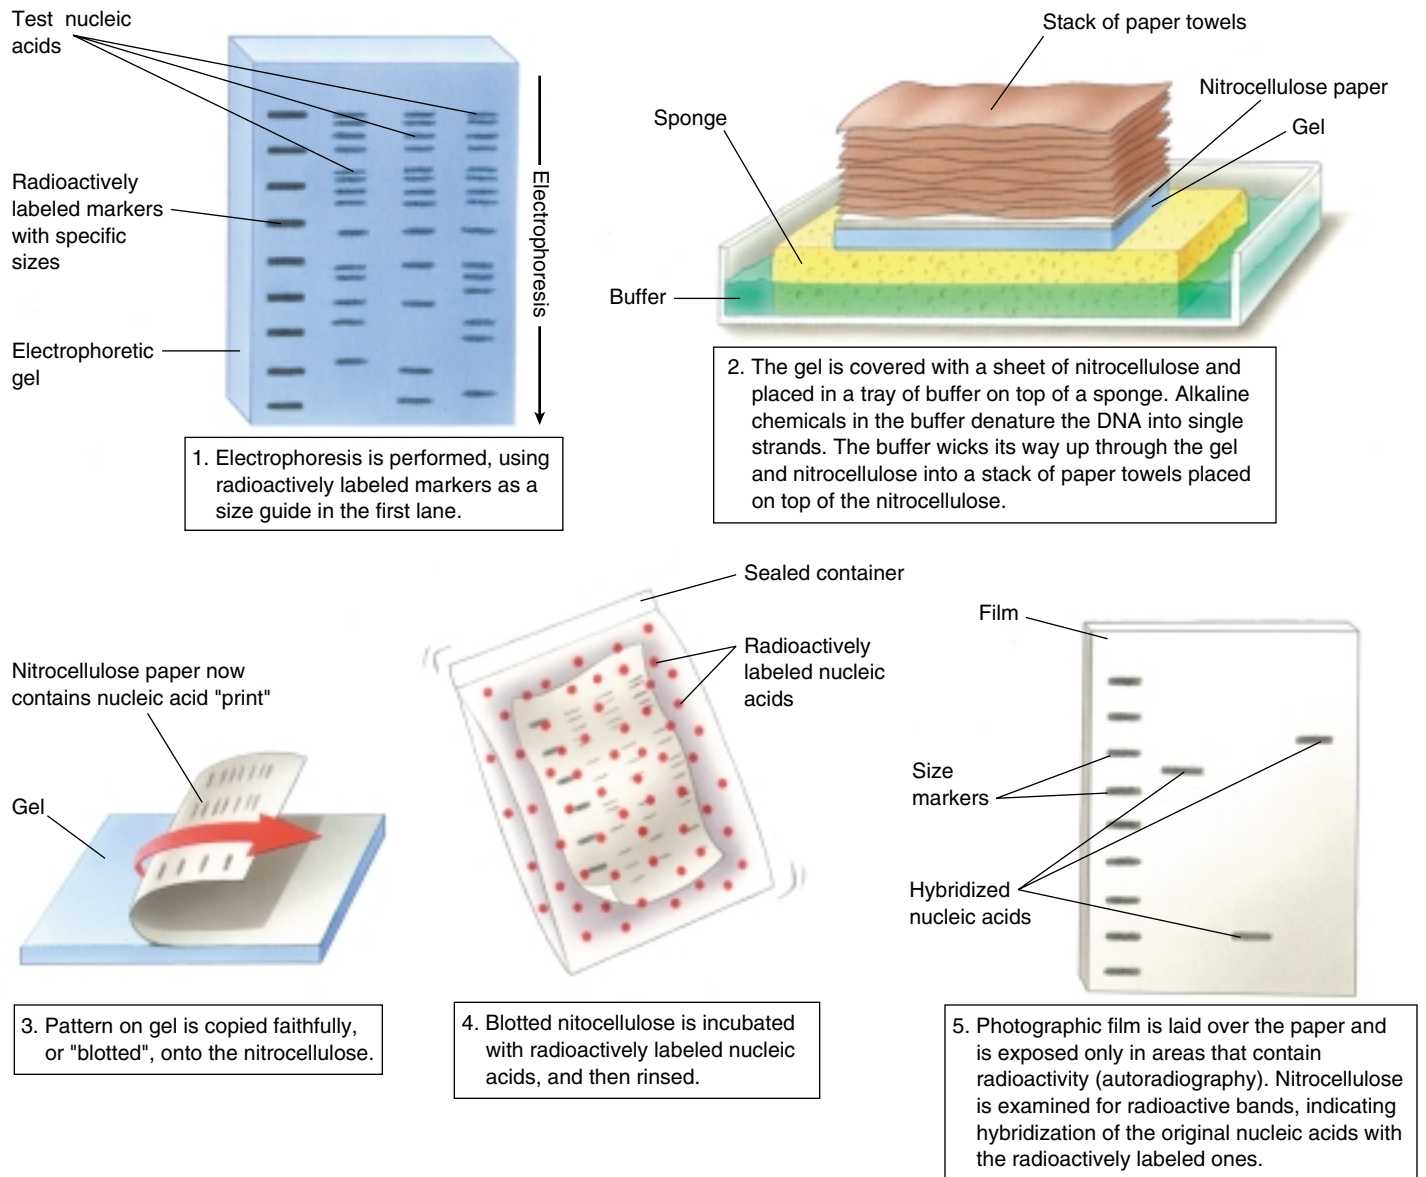 Test nucleic
acids
Radioactively
labeled markers
with specific
sizes
Electrophoretic
gel
Electrophoresis
1. Electrophoresis is performed, using
radioactively labeled markers as a
size guide in the first lane.
Stack of paper towels
Nitrocellulose paper
Gel
Sponge
Buffer
2. The gel is covered with a sheet of nitrocellulose and
placed in a tray of buffer on top of a sponge. Alkaline
chemicals in the buffer denature the DNA into single
strands. The buffer wicks its way up through the gel
and nitrocellulose into a stack of paper towels placed
on top of the nitrocellulose.
Nitrocellulose paper now
contains nucleic acid "print"
Gel
3. Pattern on gel is copied faithfully,
or "blotted", onto the nitrocellulose.
Sealed container
Radioactively
labeled nucleic
acids
4. Blotted nitocellulose is incubated
with radioactively labeled nucleic
acids, and then rinsed.
Film
Size
markers
Hybridized
nucleic acids
5. Photographic film is laid over the paper and
is exposed only in areas that contain
radioactivity (autoradiography). Nitrocellulose
is examined for radioactive bands, indicating
hybridization of the original nucleic acids with
the radioactively labeled ones.